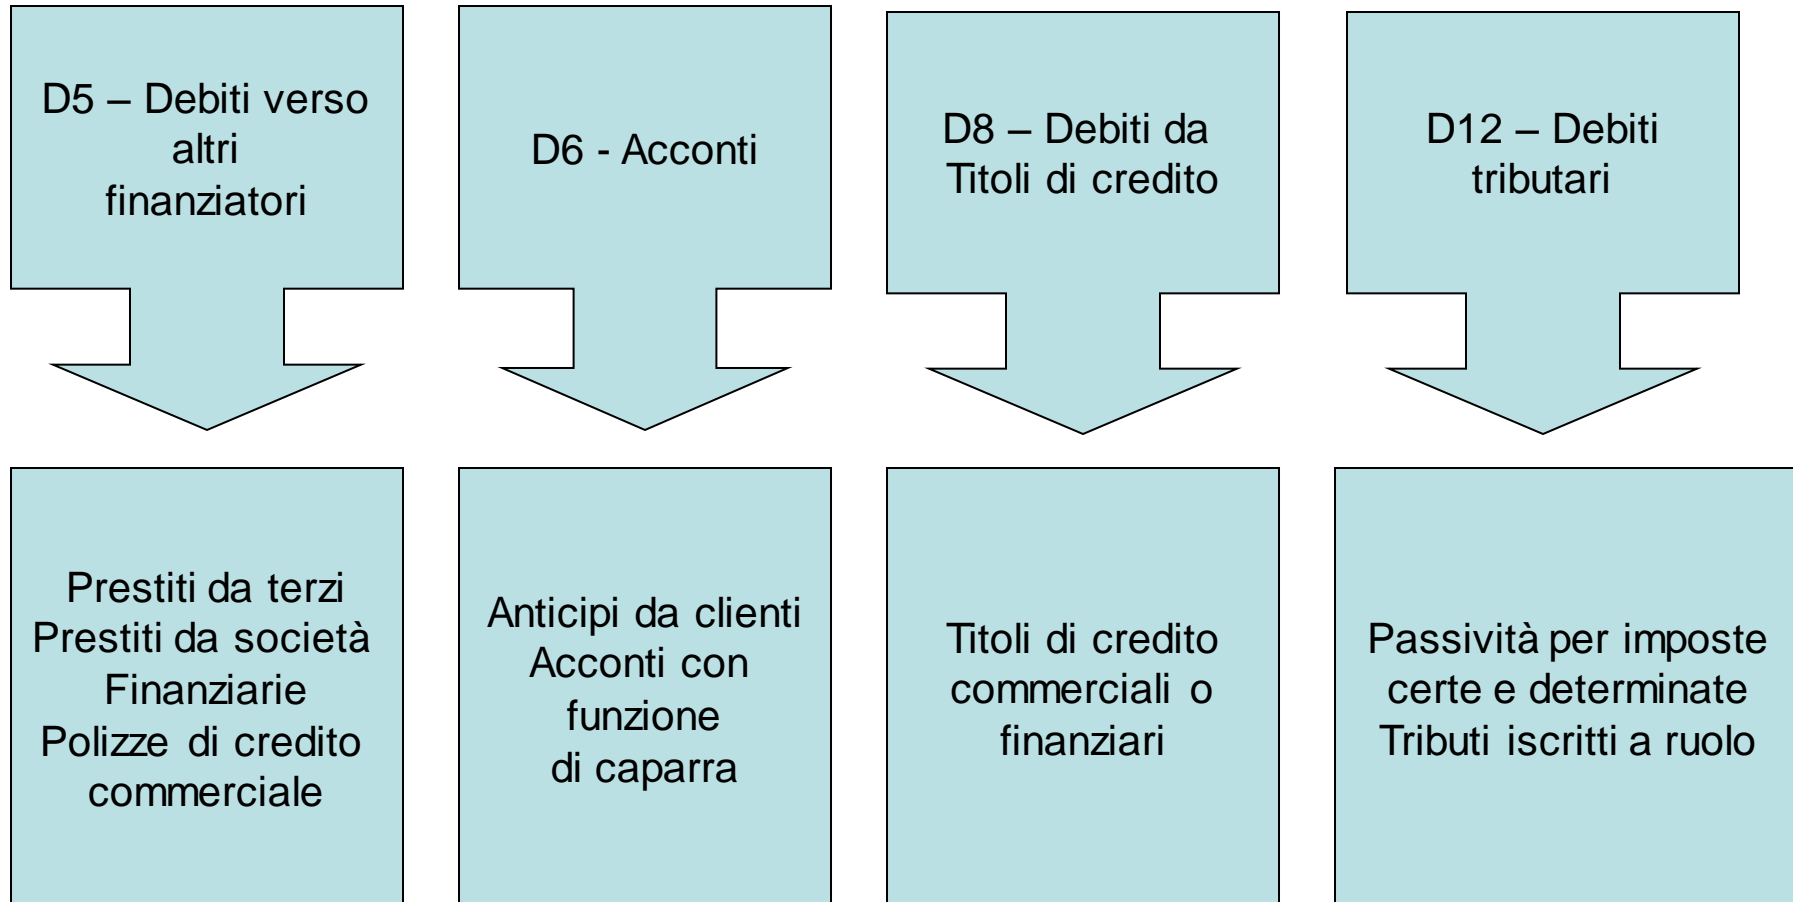 D5 – Debiti verso
altri
finanziatori
D6 - Acconti
D8 – Debiti da
Titoli di credito
D12 – Debiti
tributari
Prestiti da terzi
Prestiti da società
Finanziarie
Polizze di credito
commerciale
Anticipi da clienti
Acconti con
funzione
di caparra
Titoli di credito
commerciali o
finanziari
Passività per imposte
certe e determinate
Tributi iscritti a ruolo